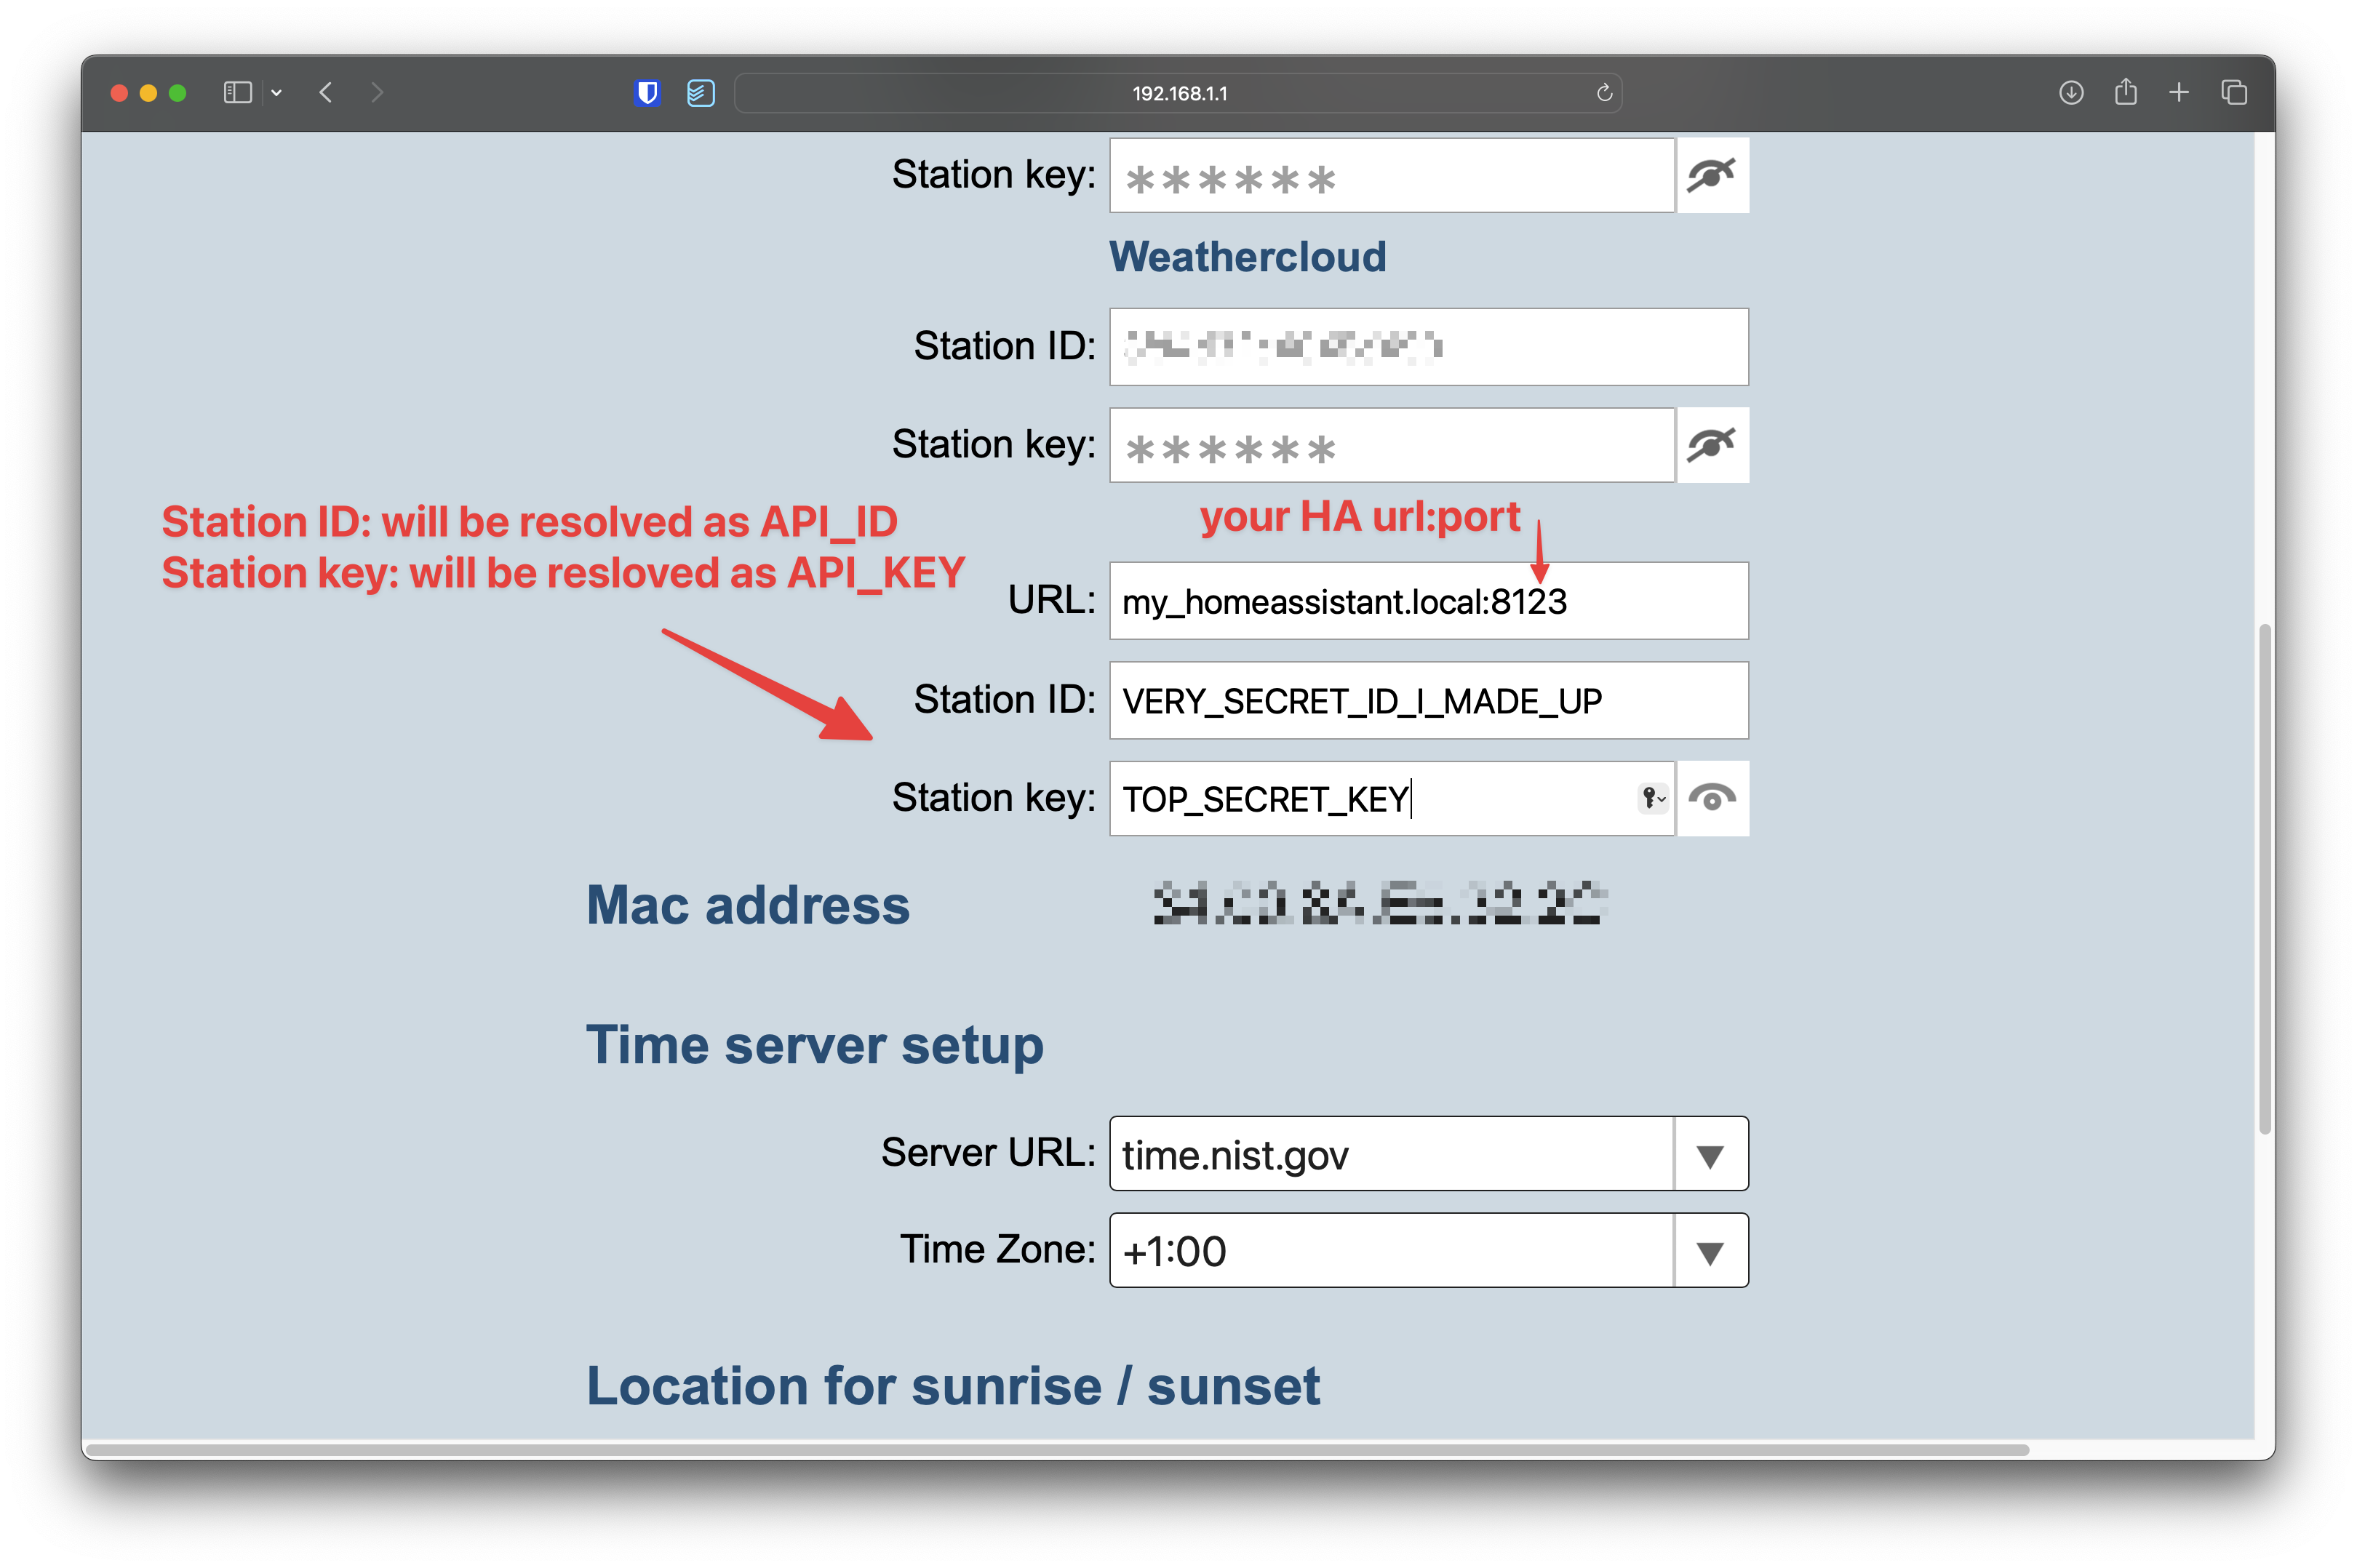 192.168.1.1
Station key: ******
Weathercloud
Station ID:
Station key: ******
Station ID: will be resolved as API_ID
Station key: will be resloved as API_KEY
your HA url:port
URL: my_homeassistant.local:8123
Station ID: VERY_SECRET_ID_I_MADE_UP
Station key: TOP_SECRET_KEY
Mac address
Time server setup
Server URL: time.nist.gov
Time Zone: +1:00
Location for sunrise / sunset